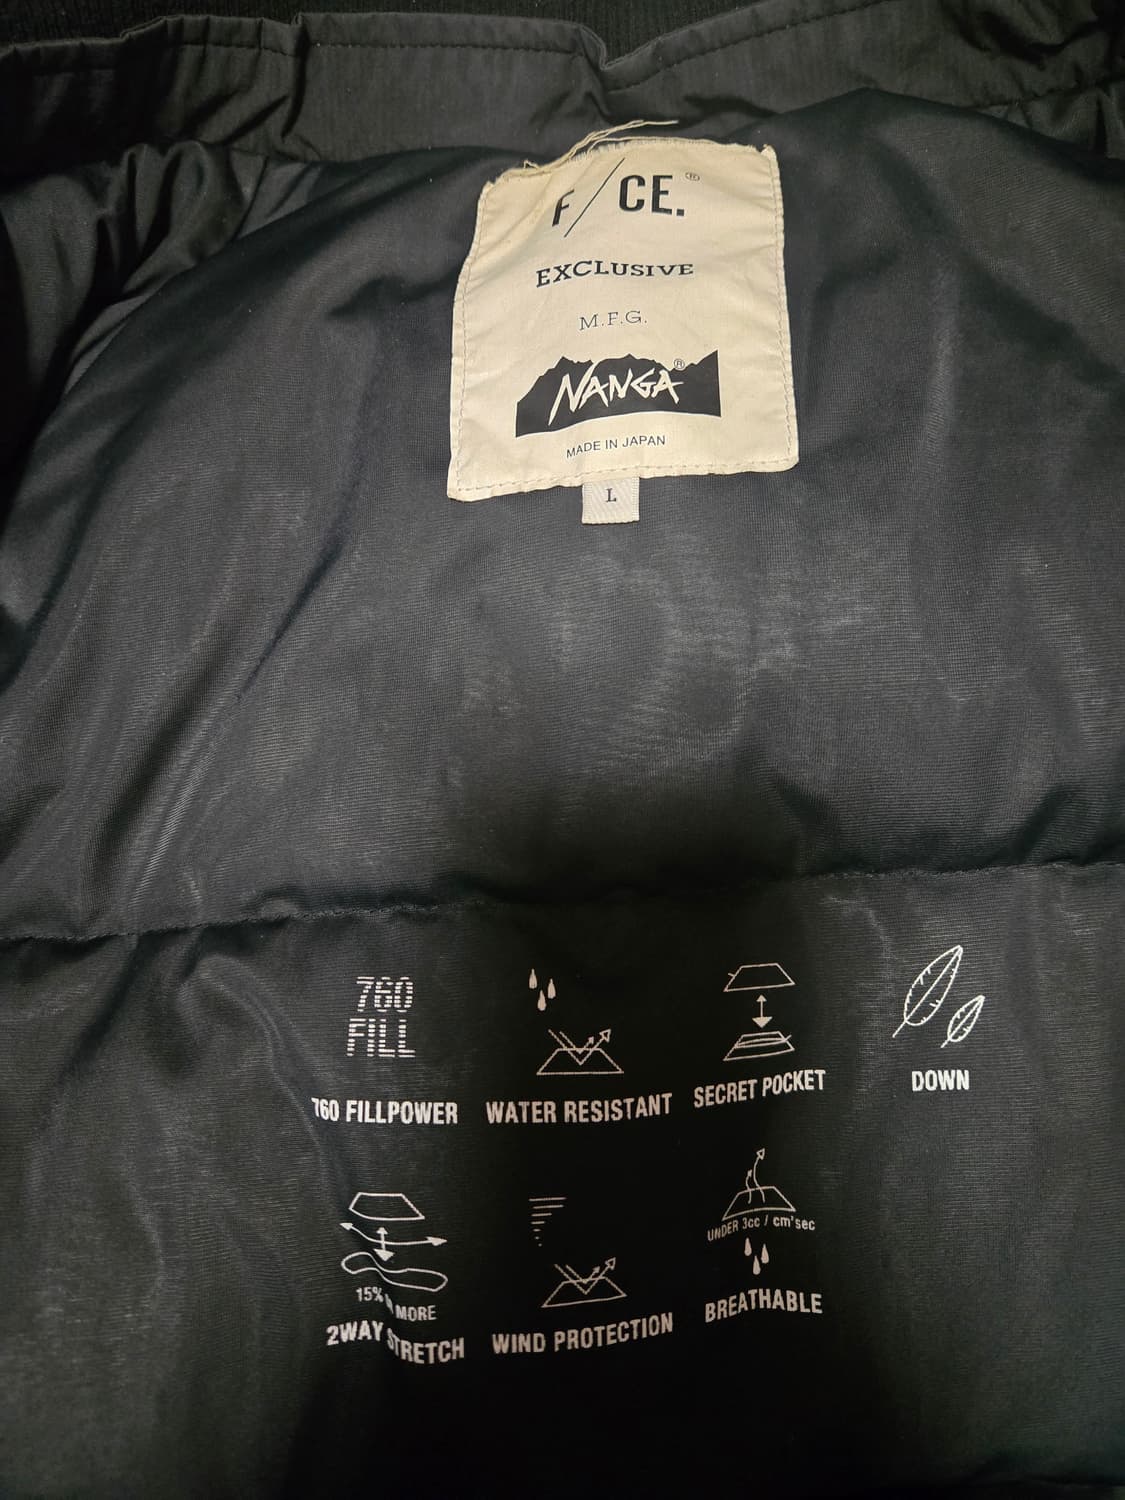 F/CE.®
EXCLUSIVE
M.F.G.
NANGA®
MADE IN JAPAN
L
760
FILL
760 FILLPOWER
WATER RESISTANT
SECRET POCKET
DOWN
15% MORE
2WAY STRETCH
WIND PROTECTION
UNDER 3cc / cm²sec
BREATHABLE